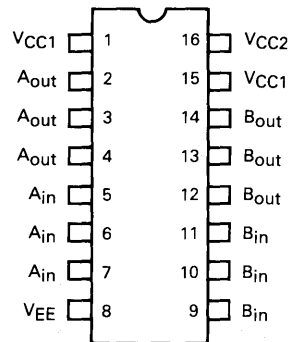 VCC1 1 16 VCC2
Aout 2 15 VCC1
Aout 3 14 Bout
Aout 4 13 Bout
Ain 5 12 Bout
Ain 6 11 Bin
Ain 7 10 Bin
VEE 8 9 Bin